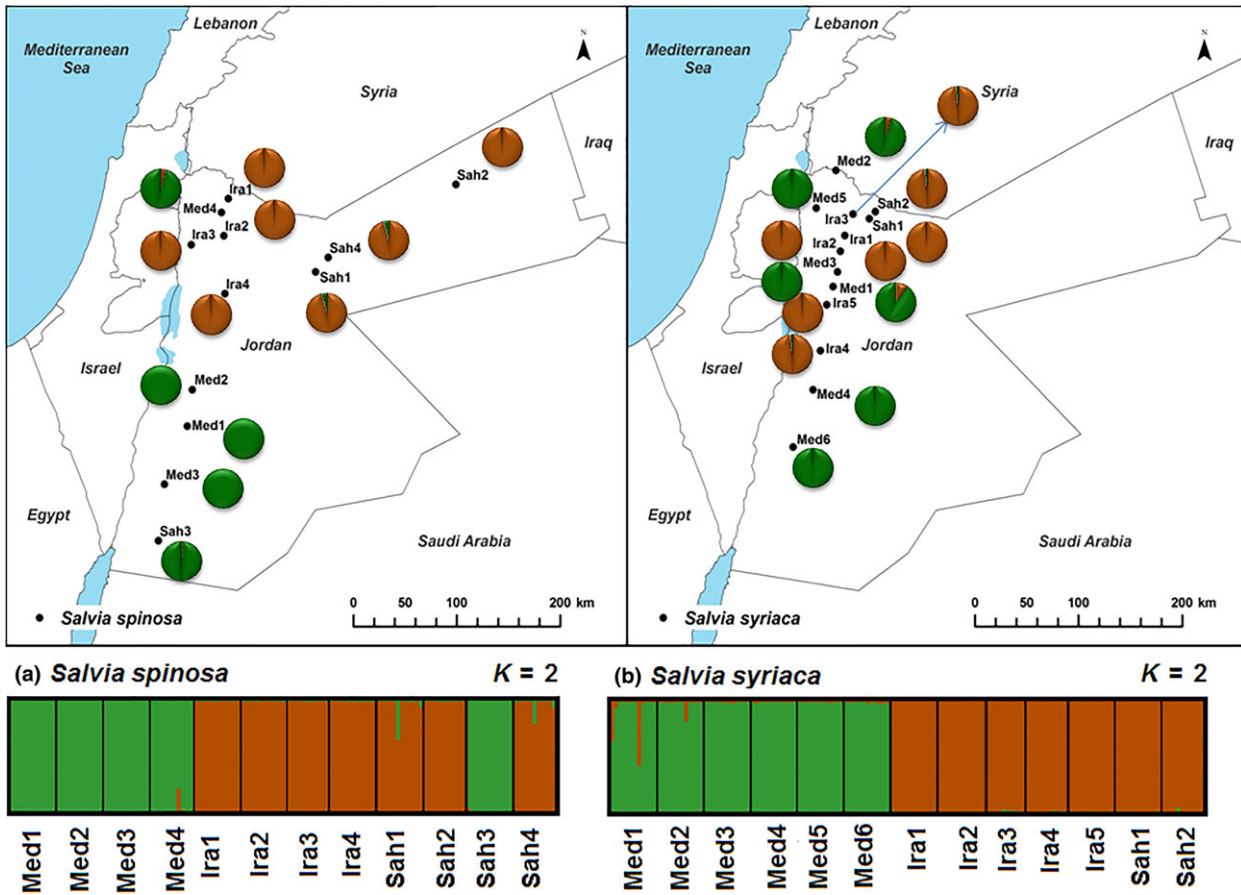 Lebanon
Mediterranean
Sea
N
Syria
Iraq
Sah2
Ira1
Med4
Ira2
Ira3
Sah4
Sah1
Ira4
Jordan
Israel
Med2
Med1
Med3
Egypt
Sah3
Saudi Arabia
0 50 100 200 km
Salvia spinosa
Lebanon
Mediterranean
Sea
N
Syria
Iraq
Med2
Med5
Sah2
Ira3
Sah1
Ira1
Ira2
Med3
Med1
Ira5
Jordan
Ira4
Israel
Med4
Med6
Egypt
Saudi Arabia
0 50 100 200 km
Salvia syriaca
(a) Salvia spinosa K = 2
Med1 Med2 Med3 Med4 Ira1 Ira2 Ira3 Ira4 Sah1 Sah2 Sah3 Sah4
(b) Salvia syriaca K = 2
Med1 Med2 Med3 Med4 Med5 Med6 Ira1 Ira2 Ira3 Ira4 Ira5 Sah1 Sah2